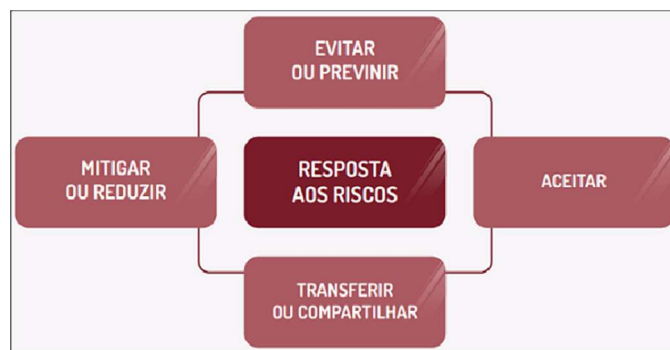 EVITAR
OU PREVINIR
MITIGAR
OU REDUZIR
RESPOSTA
AOS RISCOS
ACEITAR
TRANSFERIR
OU COMPARTILHAR